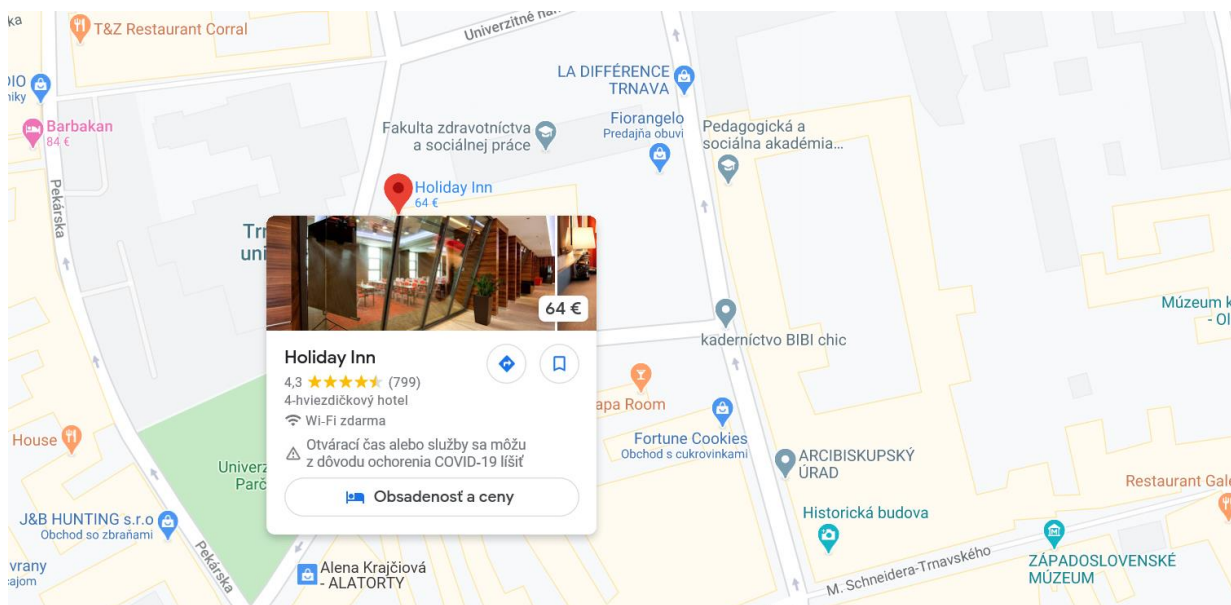 ka
T&Z Restaurant Corral
Univerzitné
DIO
niky
Barbakan
84 €
LA DIFFÉRENCE
TRNAVA
Fakulta zdravotníctva
a sociálnej práce
Fiorangelo
Predajňa obuvi
Pedagogická a
sociálna akadémia...
Pekárska
Holiday Inn
64 €
Tr
uni
64 €
Holiday Inn
4,3 (799)
4-hviezdičkový hotel
Wi-Fi zdarma
Otvárací čas alebo služby sa môžu
z dôvodu ochorenia COVID-19 líšiť
Obsadenosť a ceny
kaderníctvo BIBI chic
Múzeum k
- Ol
apa Room
House
Univerz
Parč
Fortune Cookies
Obchod s cukrovinkami
ARCIBISKUPSKÝ
ÚRAD
Restaurant Gale
J&B HUNTING s.r.o
Obchod so zbraňami
Historická budova
vrany
cajom
Pekárska
Alena Krajčiová
- ALATORTY
M. Schneidera-Trnavského
ZÁPADOSLOVENSKÉ
MÚZEUM